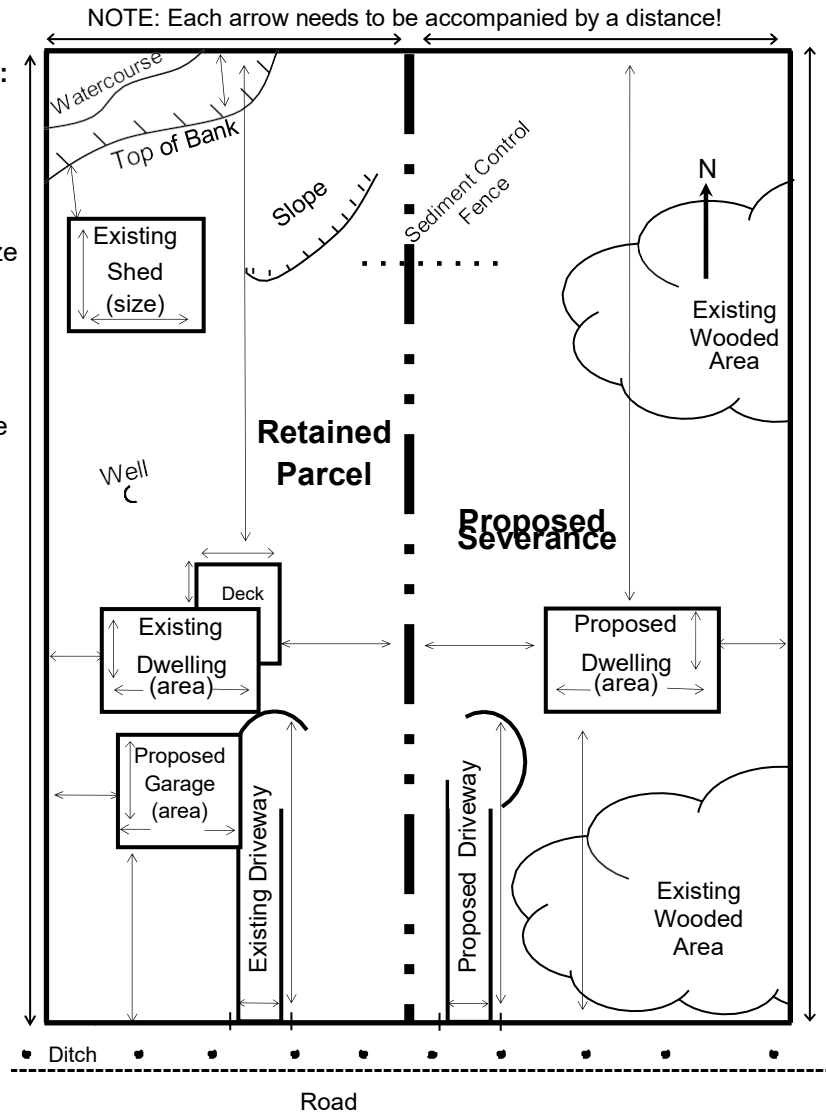 NOTE: Each arrow needs to be accompanied by a distance!
:
Watercourse
Top of Bank
Slope
Sediment Control
Fence
N
Existing
Shed
(size)
ze
Existing
Wooded
Area
e
Retained
Parcel
Well
Proposed
Severance
Deck
Existing
Dwelling
(area)
Proposed
Dwelling
(area)
Proposed
Garage
(area)
Existing Driveway
Proposed Driveway
Existing
Wooded
Area
Ditch
Road